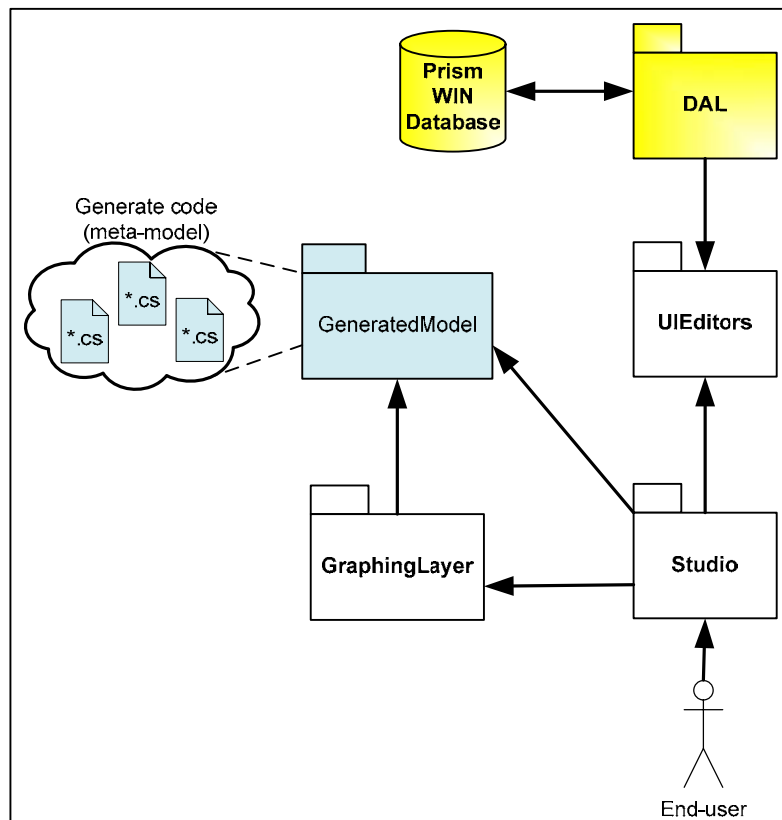 Prism
WIN
Database
DAL
Generate code
(meta-model)
*.cs
*.cs
*.cs
GeneratedModel
UIEditors
GraphingLayer
Studio
End-user